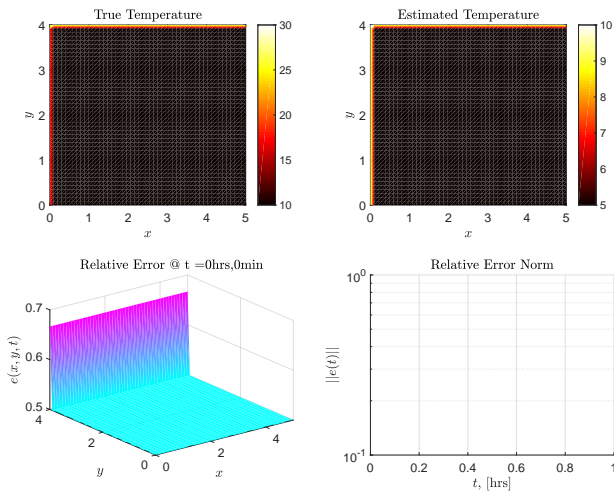 True Temperature
4
3
2
1
0
y
0 1 2 3 4 5
x
30
25
20
15
10
Estimated Temperature
4
3
2
1
0
y
0 1 2 3 4 5
x
10
9
8
7
6
5
Relative Error @ t =0hrs,0min
0.7
0.6
0.5
e(x, y, t)
4
2
0
y
0
2
4
x
Relative Error Norm
10^0
10^-1
||e(t)||
0 0.2 0.4 0.6 0.8 1
t, [hrs]